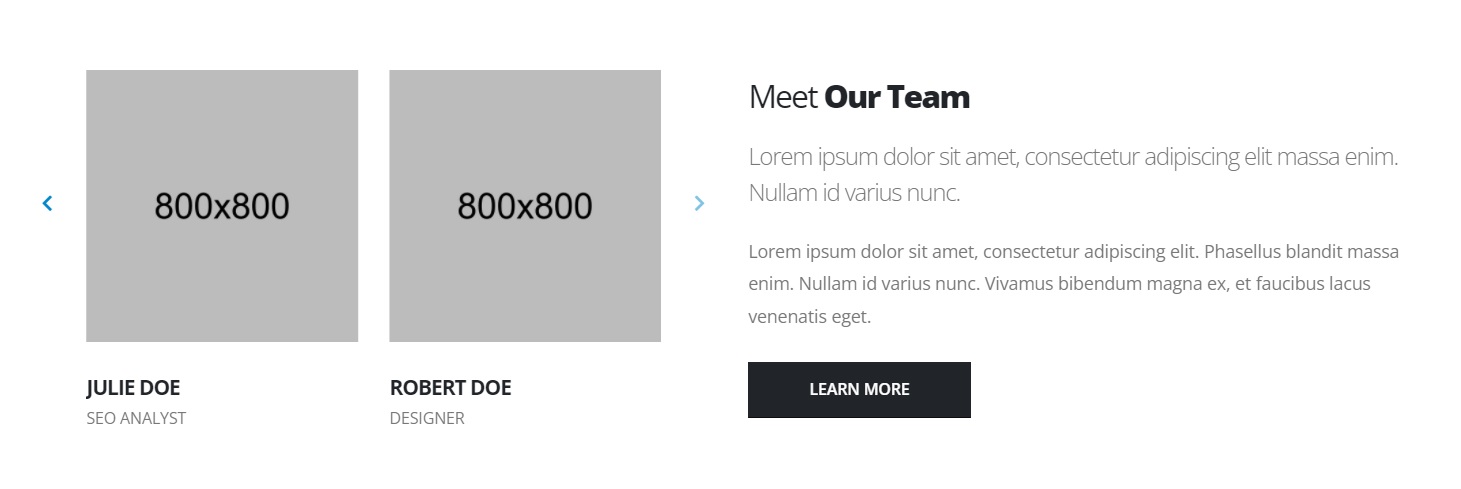 800x800
JULIE DOE
SEO ANALYST
800x800
ROBERT DOE
DESIGNER
Meet Our Team
Lorem ipsum dolor sit amet, consectetur adipiscing elit massa enim.
Nullam id varius nunc.
Lorem ipsum dolor sit amet, consectetur adipiscing elit. Phasellus blandit massa
enim. Nullam id varius nunc. Vivamus bibendum magna ex, et faucibus lacus
venenatis eget.
LEARN MORE